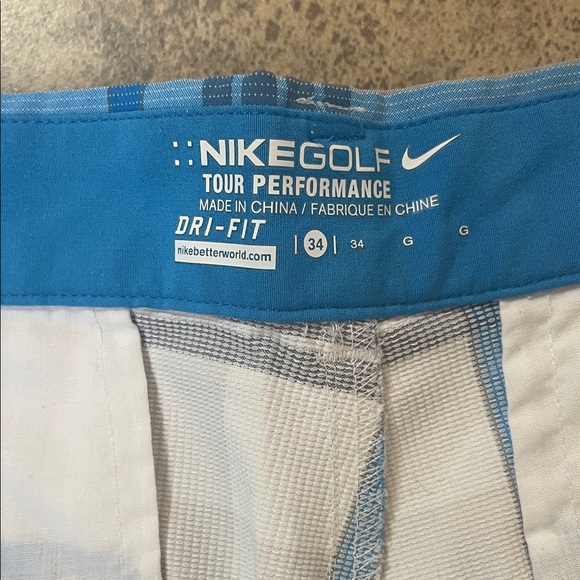 ::NIKEGOLF
TOUR PERFORMANCE
MADE IN CHINA / FABRIQUE EN CHINE
DRI-FIT
nikebetterworld.com
| 34 | 34 G G